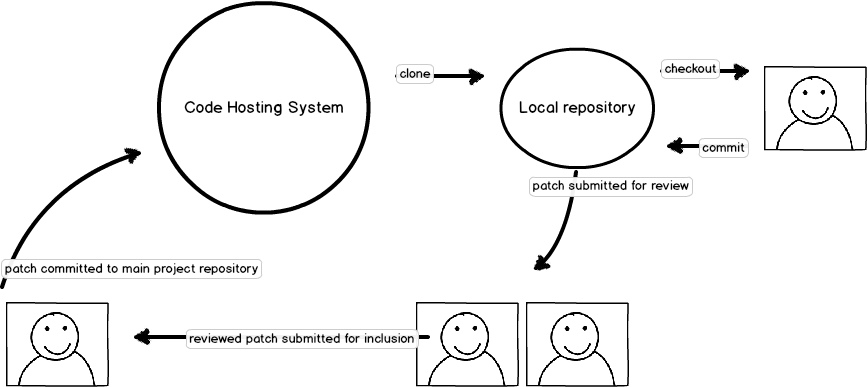 clone
checkout
Code Hosting System
Local repository
commit
patch submitted for review
patch committed to main project repository
reviewed patch submitted for inclusion